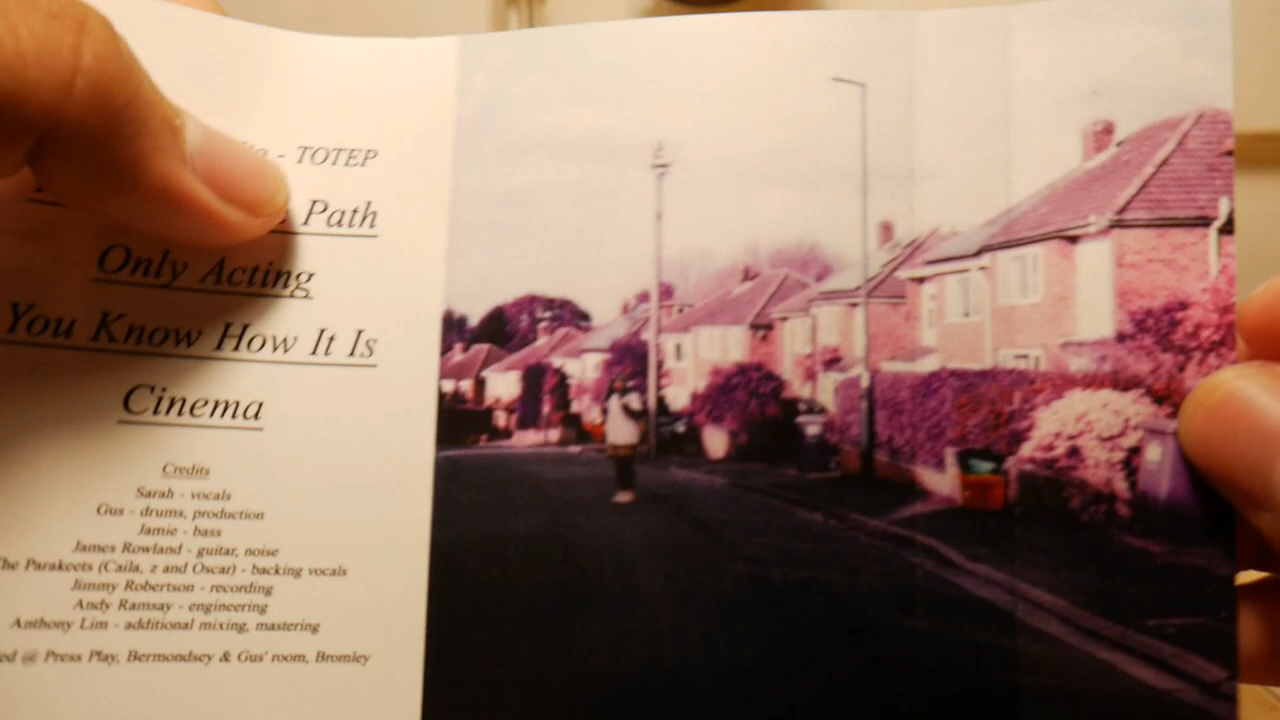 - TOTEP
Path
Only Acting
You Know How It Is
Cinema
Credits
Sarah - vocals
Gus - drums, production
Jamie - bass
James Rowland - guitar, noise
The Parakeets (Caila, z and Oscar) - backing vocals
Jimmy Robertson - recording
Andy Ramsay - engineering
Anthony Lim - additional mixing, mastering
@ Press Play, Bermondsey & Gus' room, Bromley